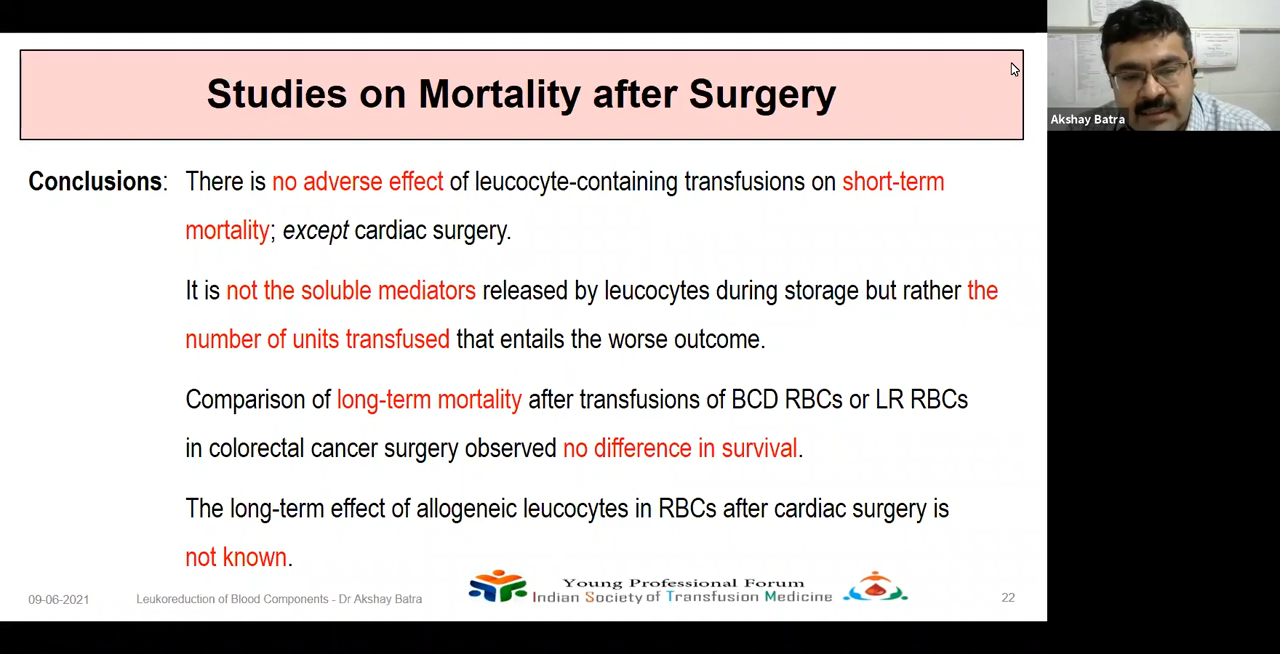 Studies on Mortality after Surgery
Akshay Batra
Conclusions: There is no adverse effect of leucocyte-containing transfusions on short-term
mortality; except cardiac surgery.
It is not the soluble mediators released by leucocytes during storage but rather the
number of units transfused that entails the worse outcome.
Comparison of long-term mortality after transfusions of BCD RBCs or LR RBCs
in colorectal cancer surgery observed no difference in survival.
The long-term effect of allogeneic leucocytes in RBCs after cardiac surgery is
not known.
Young Professional Forum
Indian Society of Transfusion Medicine
09-06-2021
Leukoreduction of Blood Components - Dr Akshay Batra
22